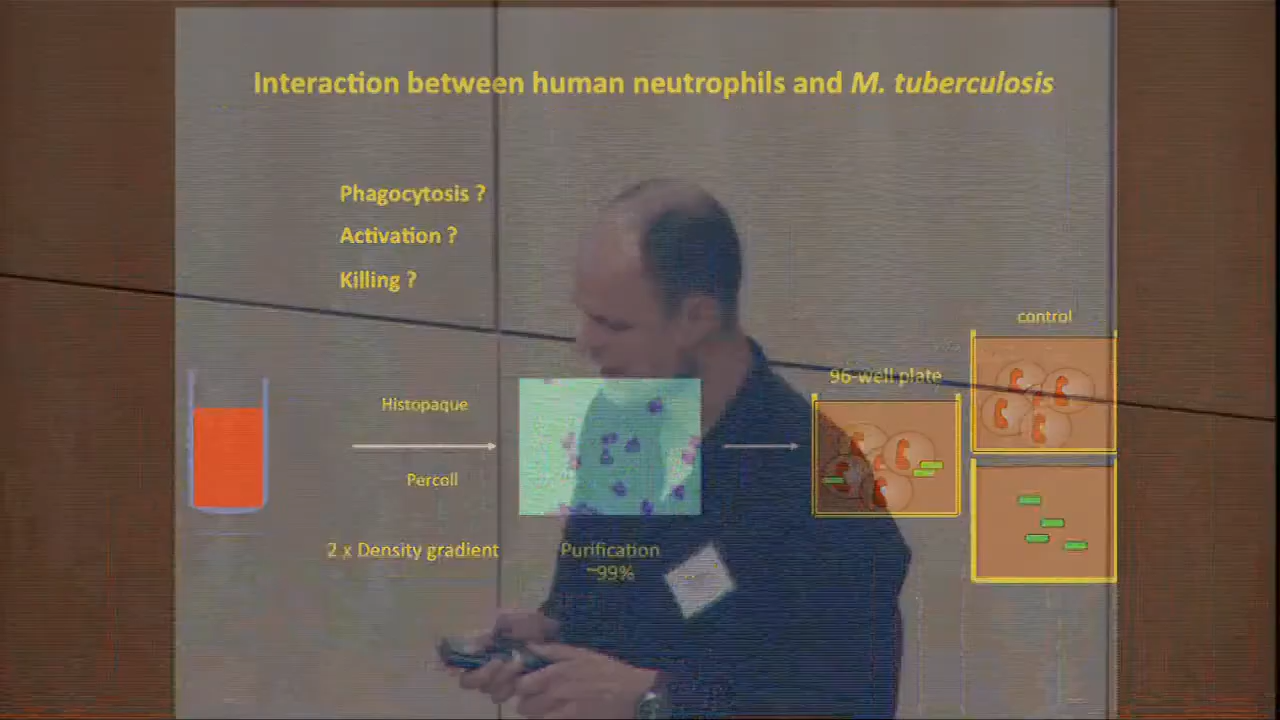 Interaction between human neutrophils and M. tuberculosis
Phagocytosis ?
Activation ?
Killing ?
control
96-well plate
Histopaque
Percoll
2 x Density gradient
Purification
~99%